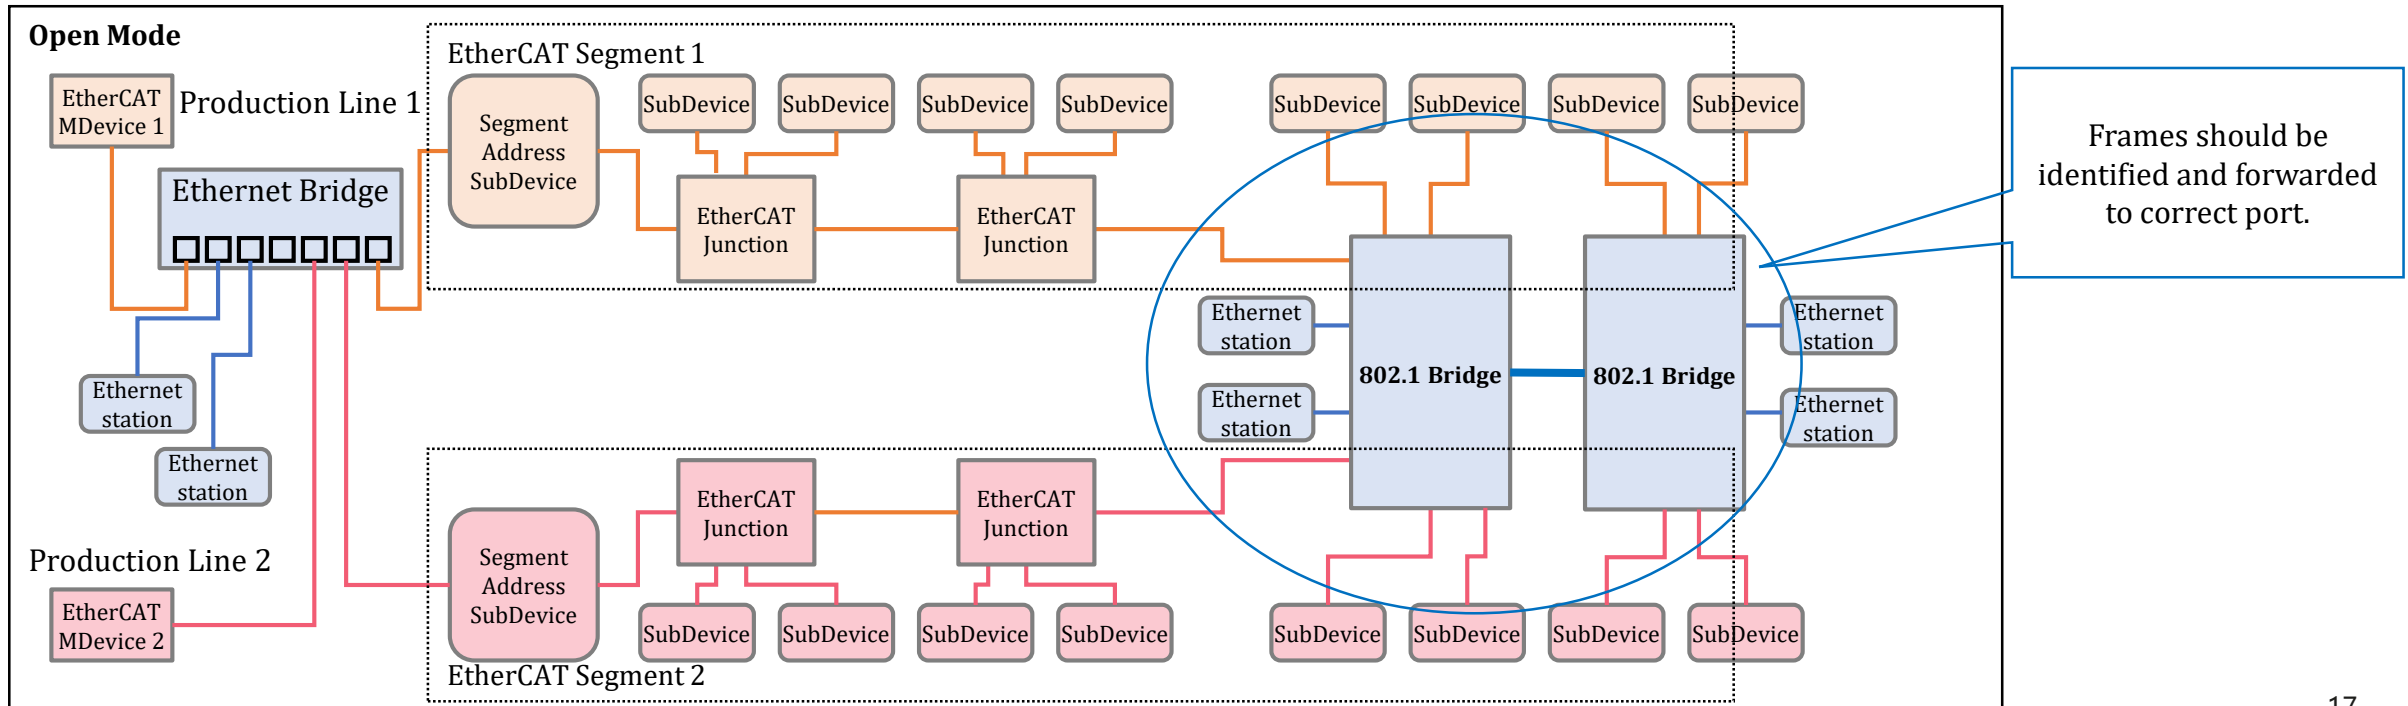 Open Mode
EtherCAT
MDevice 1
Production Line 1
Ethernet Bridge
Ethernet
station
Ethernet
station
Production Line 2
EtherCAT
MDevice 2
EtherCAT Segment 1
Segment
Address
SubDevice
SubDevice
SubDevice
SubDevice
SubDevice
SubDevice
SubDevice
SubDevice
SubDevice
EtherCAT
Junction
EtherCAT
Junction
Ethernet
station
Ethernet
station
802.1 Bridge
802.1 Bridge
Ethernet
station
Ethernet
station
EtherCAT
Junction
EtherCAT
Junction
Segment
Address
SubDevice
SubDevice
SubDevice
SubDevice
SubDevice
SubDevice
SubDevice
SubDevice
SubDevice
EtherCAT Segment 2
Frames should be
identified and forwarded
to correct port.
17